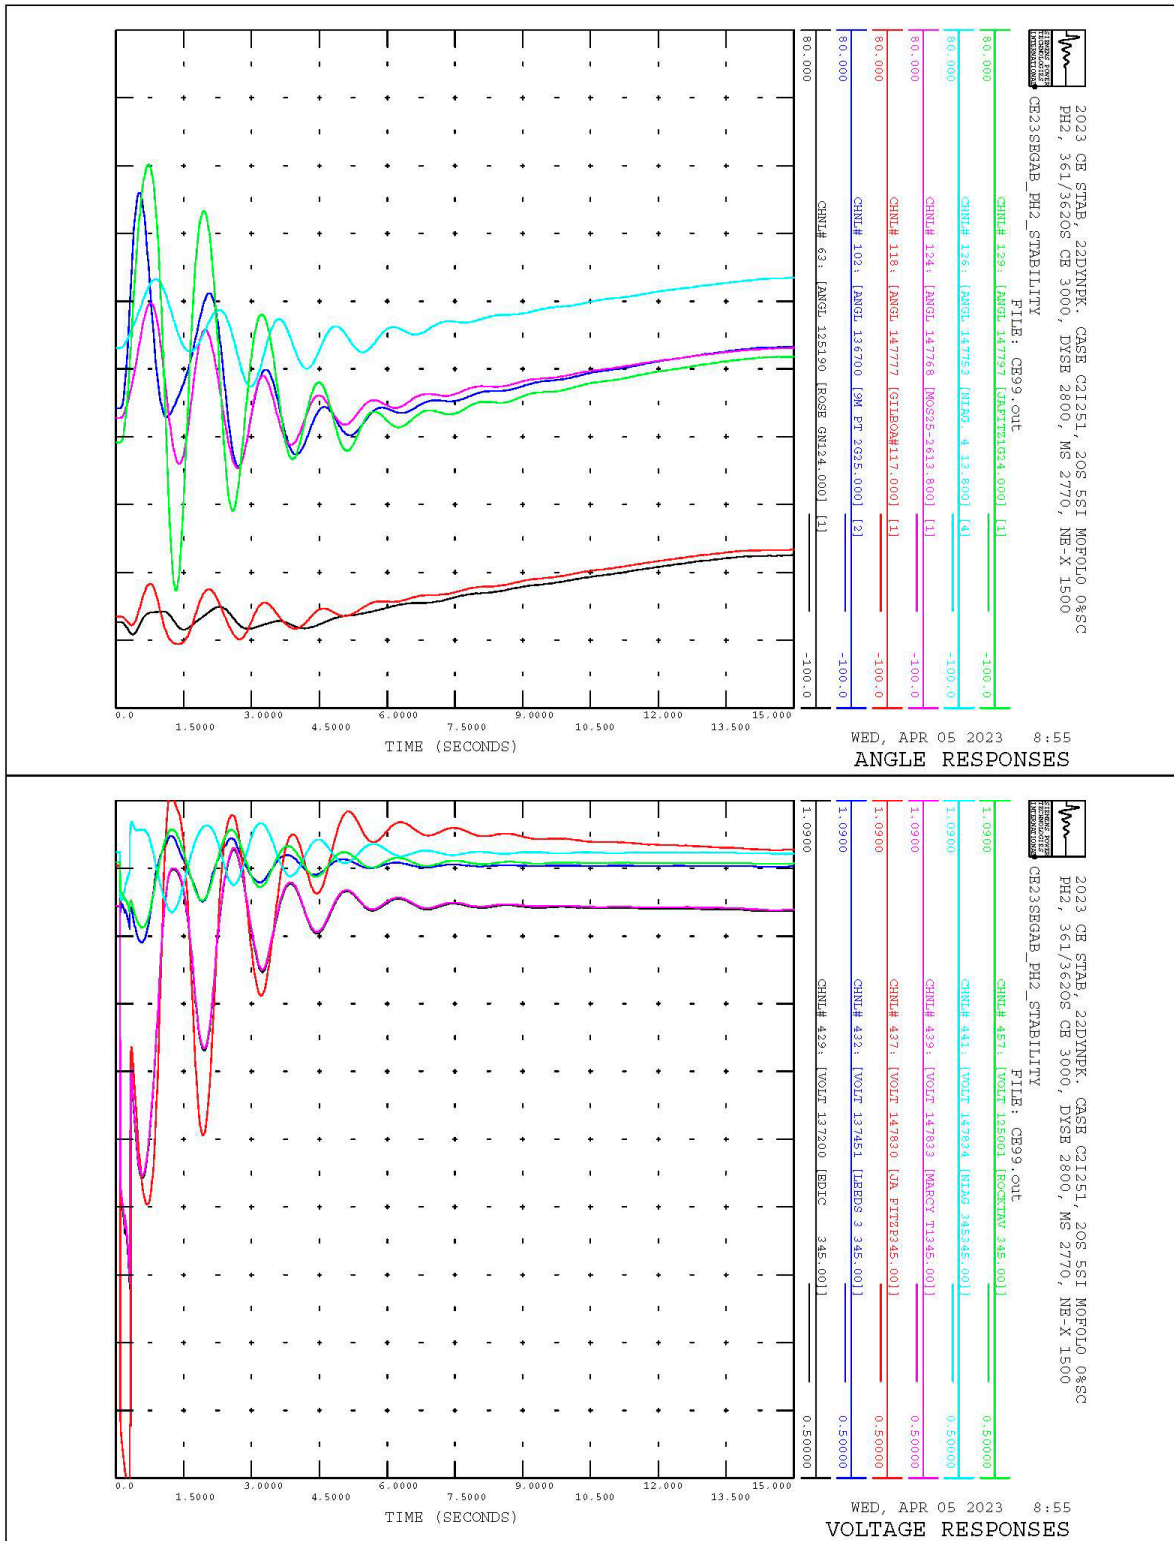 SIEMENS POWER
TECHNOLOGIES
INTERNATIONAL
2023 CE STAB, 22DYNPK. CASE C21251, 2OS 5SI MOFOLO 0%SC
PH2, 361/362OS CE 3000, DYSE 2800, MS 2770, NE-X 1500
CE23SEGAB_PH2_STABILITY
FILE: CE99.out
80.000 CHNL# 129: [ANGL 147797 [JAFITZ1G24.000] [1] -100.0
80.000 CHNL# 126: [ANGL 147759 [NIAG. 4 13.800] [4] -100.0
80.000 CHNL# 124: [ANGL 147768 [MOS25-2613.800] [1] -100.0
80.000 CHNL# 118: [ANGL 147777 [GILBOA#117.000] [1] -100.0
80.000 CHNL# 102: [ANGL 136700 [9M PT 2G25.000] [2] -100.0
80.000 CHNL# 63: [ANGL 125190 [ROSE GN124.000] [1] -100.0
0.0 1.5000 3.0000 4.5000 6.0000 7.5000 9.0000 10.500 12.000 13.500 15.000
TIME (SECONDS)
WED, APR 05 2023 8:55
ANGLE RESPONSES
SIEMENS POWER
TECHNOLOGIES
INTERNATIONAL
2023 CE STAB, 22DYNPK. CASE C21251, 2OS 5SI MOFOLO 0%SC
PH2, 361/362OS CE 3000, DYSE 2800, MS 2770, NE-X 1500
CE23SEGAB_PH2_STABILITY
FILE: CE99.out
1.0900 CHNL# 457: [VOLT 125001 [ROCKTAV 345.00]] 0.50000
1.0900 CHNL# 441: [VOLT 147834 [NIAG 345345.00]] 0.50000
1.0900 CHNL# 439: [VOLT 147833 [MARCY T1345.00]] 0.50000
1.0900 CHNL# 437: [VOLT 147830 [JA FITZP345.00]] 0.50000
1.0900 CHNL# 432: [VOLT 137451 [LEEDS 3 345.00]] 0.50000
1.0900 CHNL# 429: [VOLT 137200 [EDIC 345.00]] 0.50000
0.0 1.5000 3.0000 4.5000 6.0000 7.5000 9.0000 10.500 12.000 13.500 15.000
TIME (SECONDS)
WED, APR 05 2023 8:55
VOLTAGE RESPONSES